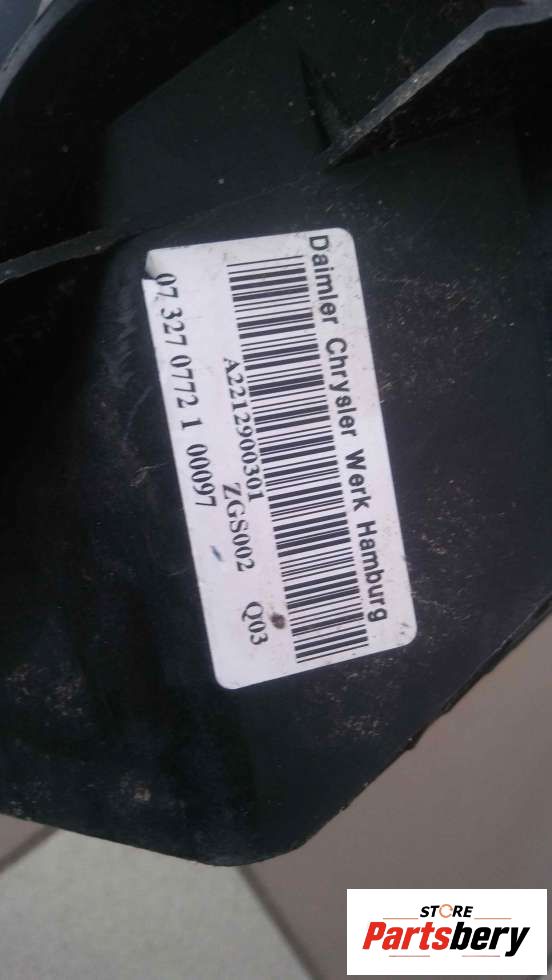 Daimler Chrysler Werk Hamburg
A2212900301 ZGS002 Q03
07 327 0772 1 00097
STORE
Partsbery